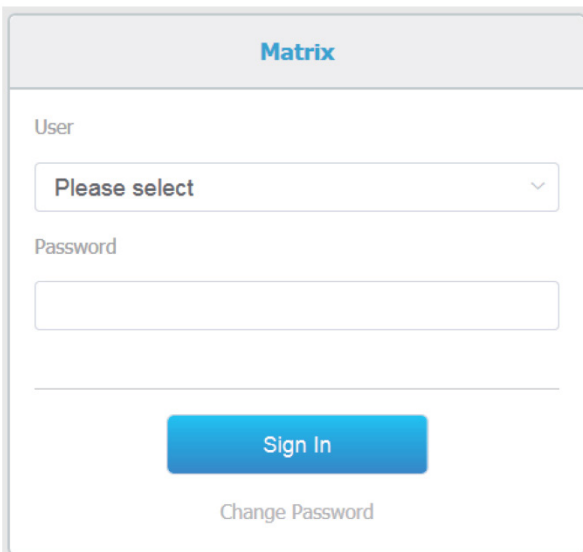 Matrix
User
Please select
Password
Sign In
Change Password